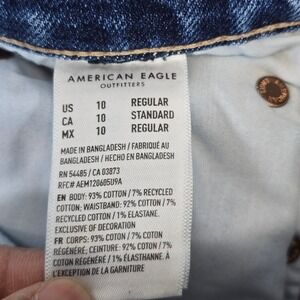 AMERICAN EAGLE
OUTFITTERS
US 10 REGULAR
CA 10 STANDARD
MX 10 REGULAR
MADE IN BANGLADESH / FABRIQUÉ AU
BANGLADESH / HECHO EN BANGLADESH
RN 54485 / CA 03873
RFC# AEM120605U9A
EN BODY: 93% COTTON / 7% RECYCLED
COTTON; WAISTBAND: 92% COTTON / 7%
RECYCLED COTTON / 1% ELASTANE.
EXCLUSIVE OF DECORATION
FR CORPS: 93% COTON / 7% COTON
RÉGÉNÉRÉ; CEINTURE: 92% COTON / 7%
COTON RÉGÉNÉRÉ / 1% ÉLASTHANNE. À
L'EXCEPTION DE LA GARNITURE